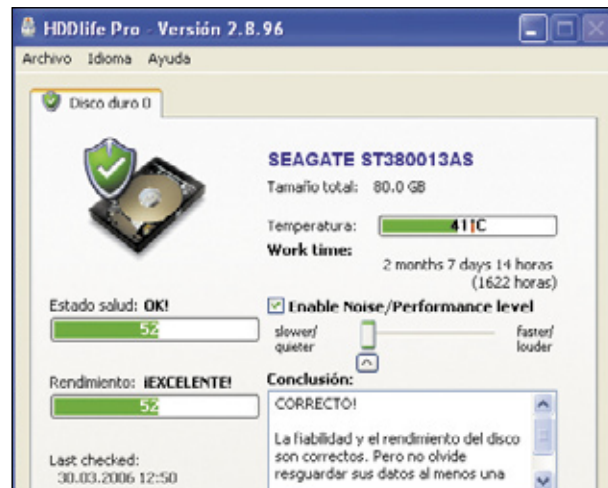 HDDlife Pro - Versión 2.8.96
Archivo Idioma Ayuda
Disco duro 0
SEAGATE ST380013AS
Tamaño total: 80.0 GB
Temperatura: 41°C
Work time:
2 months 7 days 14 horas
(1622 horas)
Estado salud: OK!
52
Enable Noise/Performance level
slower/
quieter
faster/
louder
Rendimiento: ¡EXCELENTE!
52
Conclusión:
CORRECTO!
La fiabilidad y el rendimiento del disco
son correctos. Pero no olvide
resguardar sus datos al menos una
Last checked:
30.03.2006 12:50